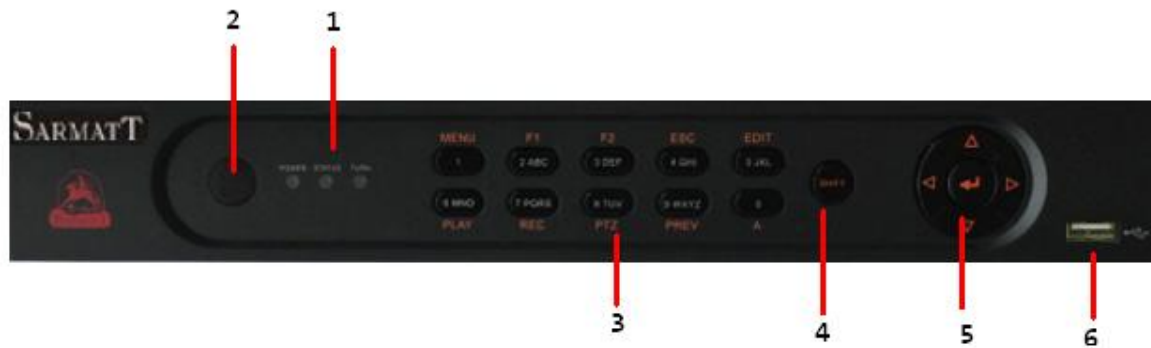 2 1
SARMATT
MENU F1 F2 ESC EDIT
1 2 ABC 3 DEF 4 GHI 5 JKL
POWER STATUS Tx/Rx
SHIFT
6 MNO 7 PQRS 8 TUV 9 WXYZ 0
PLAY REC PTZ PREV A
3 4 5 6